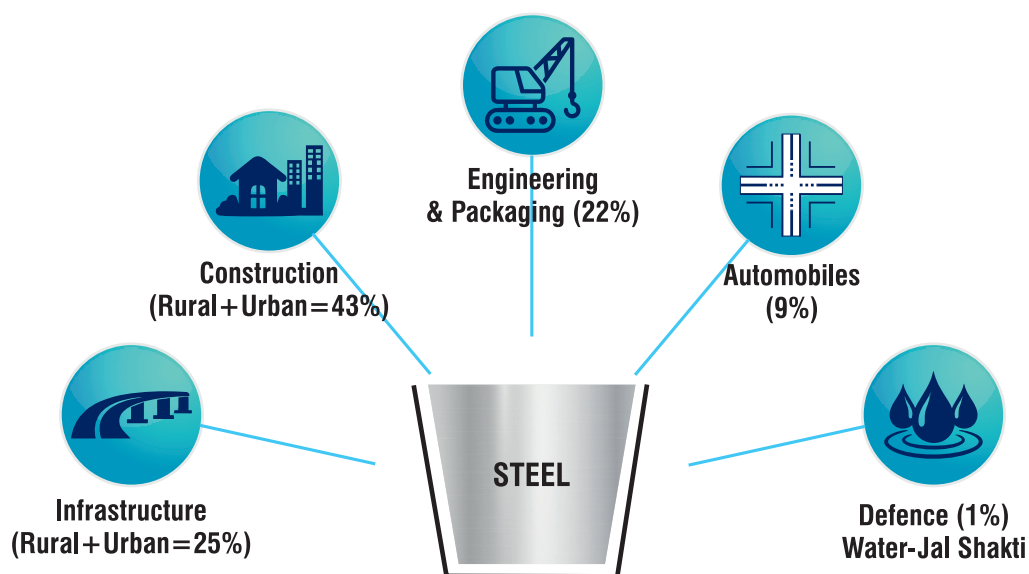 Engineering
& Packaging (22%)
Construction
(Rural+Urban=43%)
Automobiles
(9%)
STEEL
Infrastructure
(Rural+Urban=25%)
Defence (1%)
Water-Jal Shakti